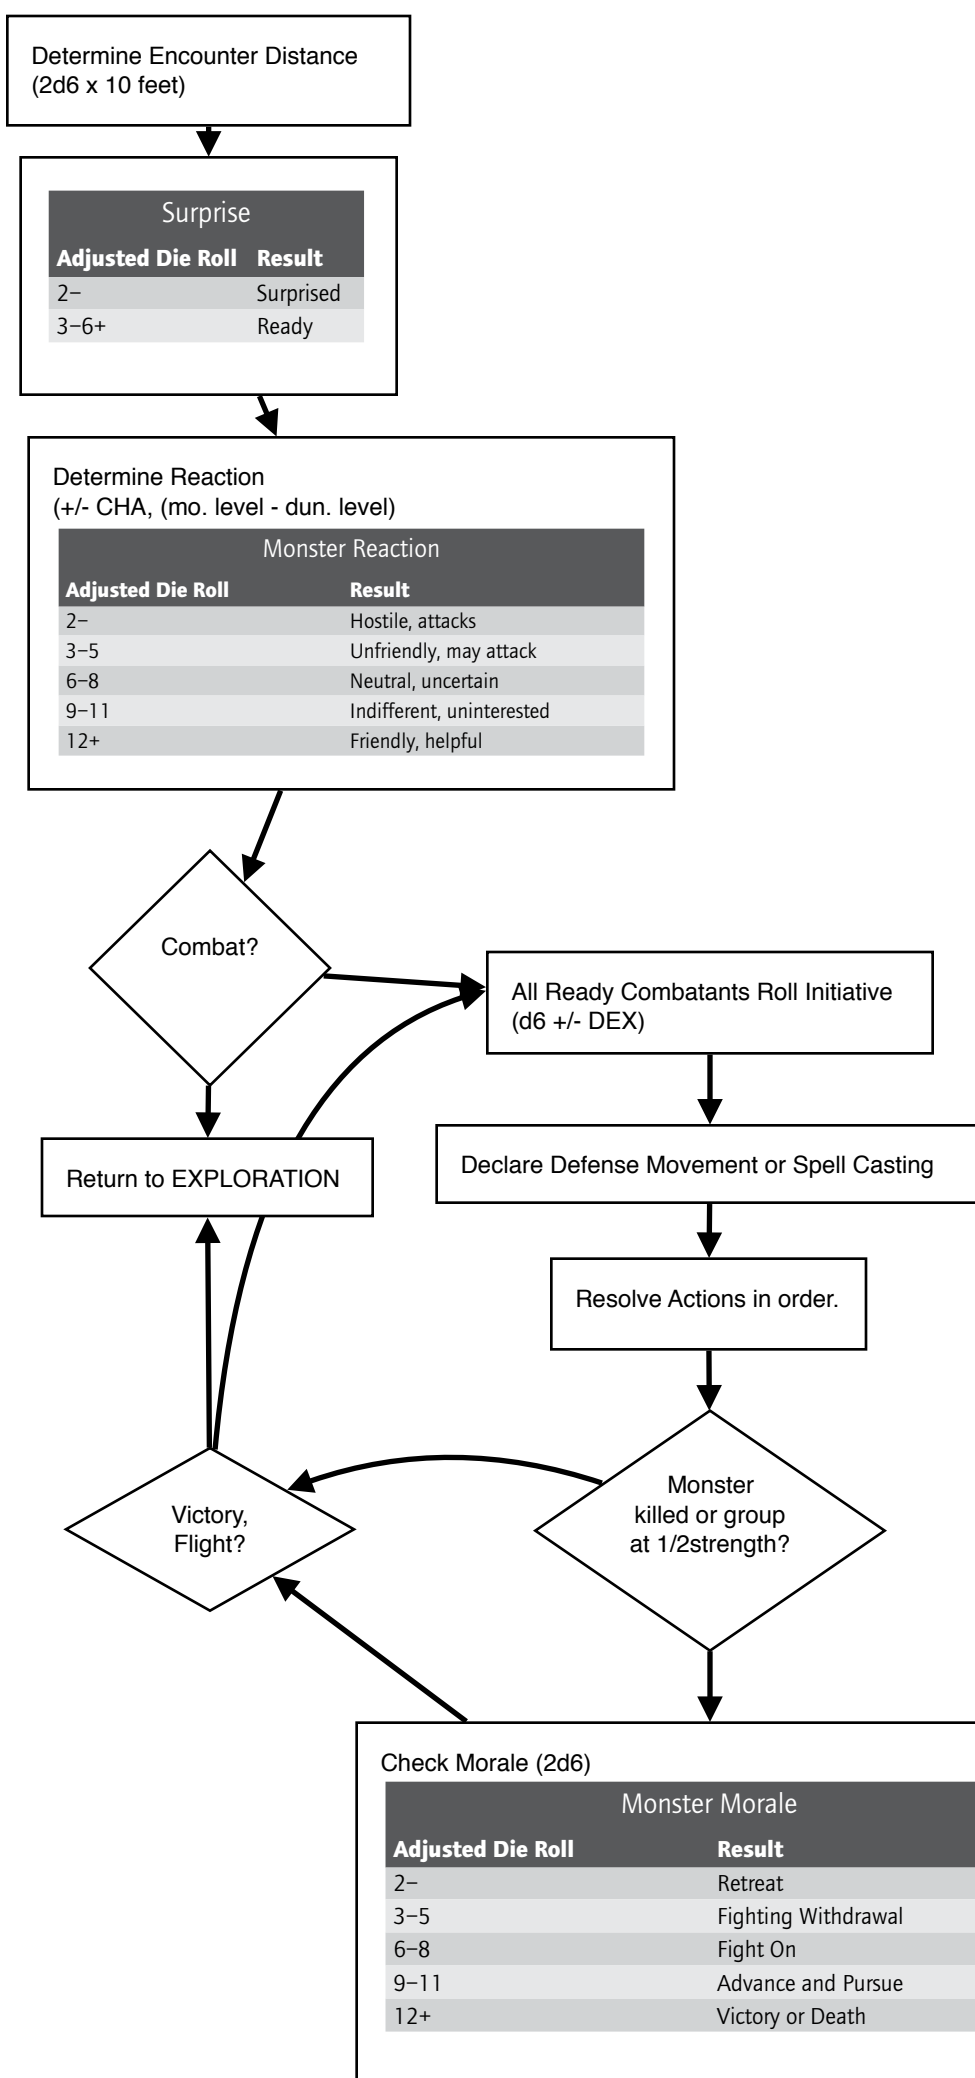 Determine Encounter Distance
(2d6 x 10 feet)
Surprise
Adjusted Die Roll Result
2– Surprised
3–6+ Ready
Determine Reaction
(+/- CHA, (mo. level - dun. level)
Monster Reaction
Adjusted Die Roll Result
2– Hostile, attacks
3–5 Unfriendly, may attack
6–8 Neutral, uncertain
9–11 Indifferent, uninterested
12+ Friendly, helpful
Combat?
All Ready Combatants Roll Initiative
(d6 +/- DEX)
Return to EXPLORATION
Declare Defense Movement or Spell Casting
Resolve Actions in order.
Victory,
Flight?
Monster
killed or group
at 1/2strength?
Check Morale (2d6)
Monster Morale
Adjusted Die Roll Result
2– Retreat
3–5 Fighting Withdrawal
6–8 Fight On
9–11 Advance and Pursue
12+ Victory or Death